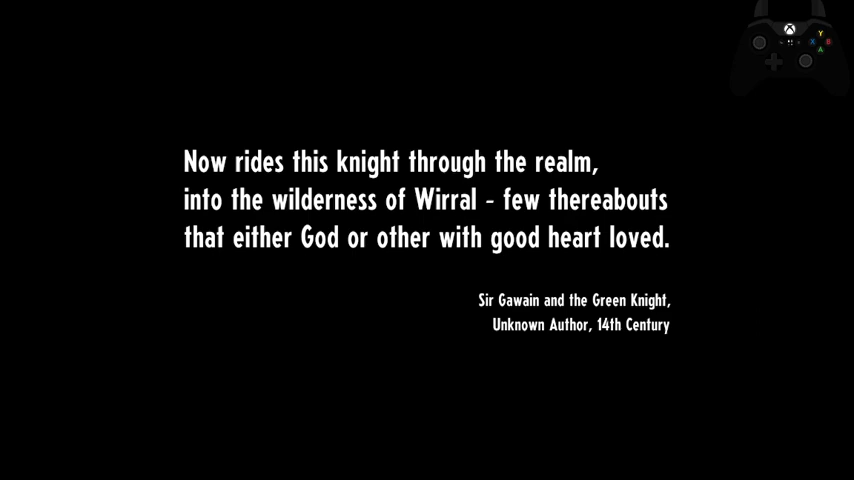 Now rides this knight through the realm,
into the wilderness of Wirral - few thereabouts
that either God or other with good heart loved.
Sir Gawain and the Green Knight,
Unknown Author, 14th Century
Y
X
B
A